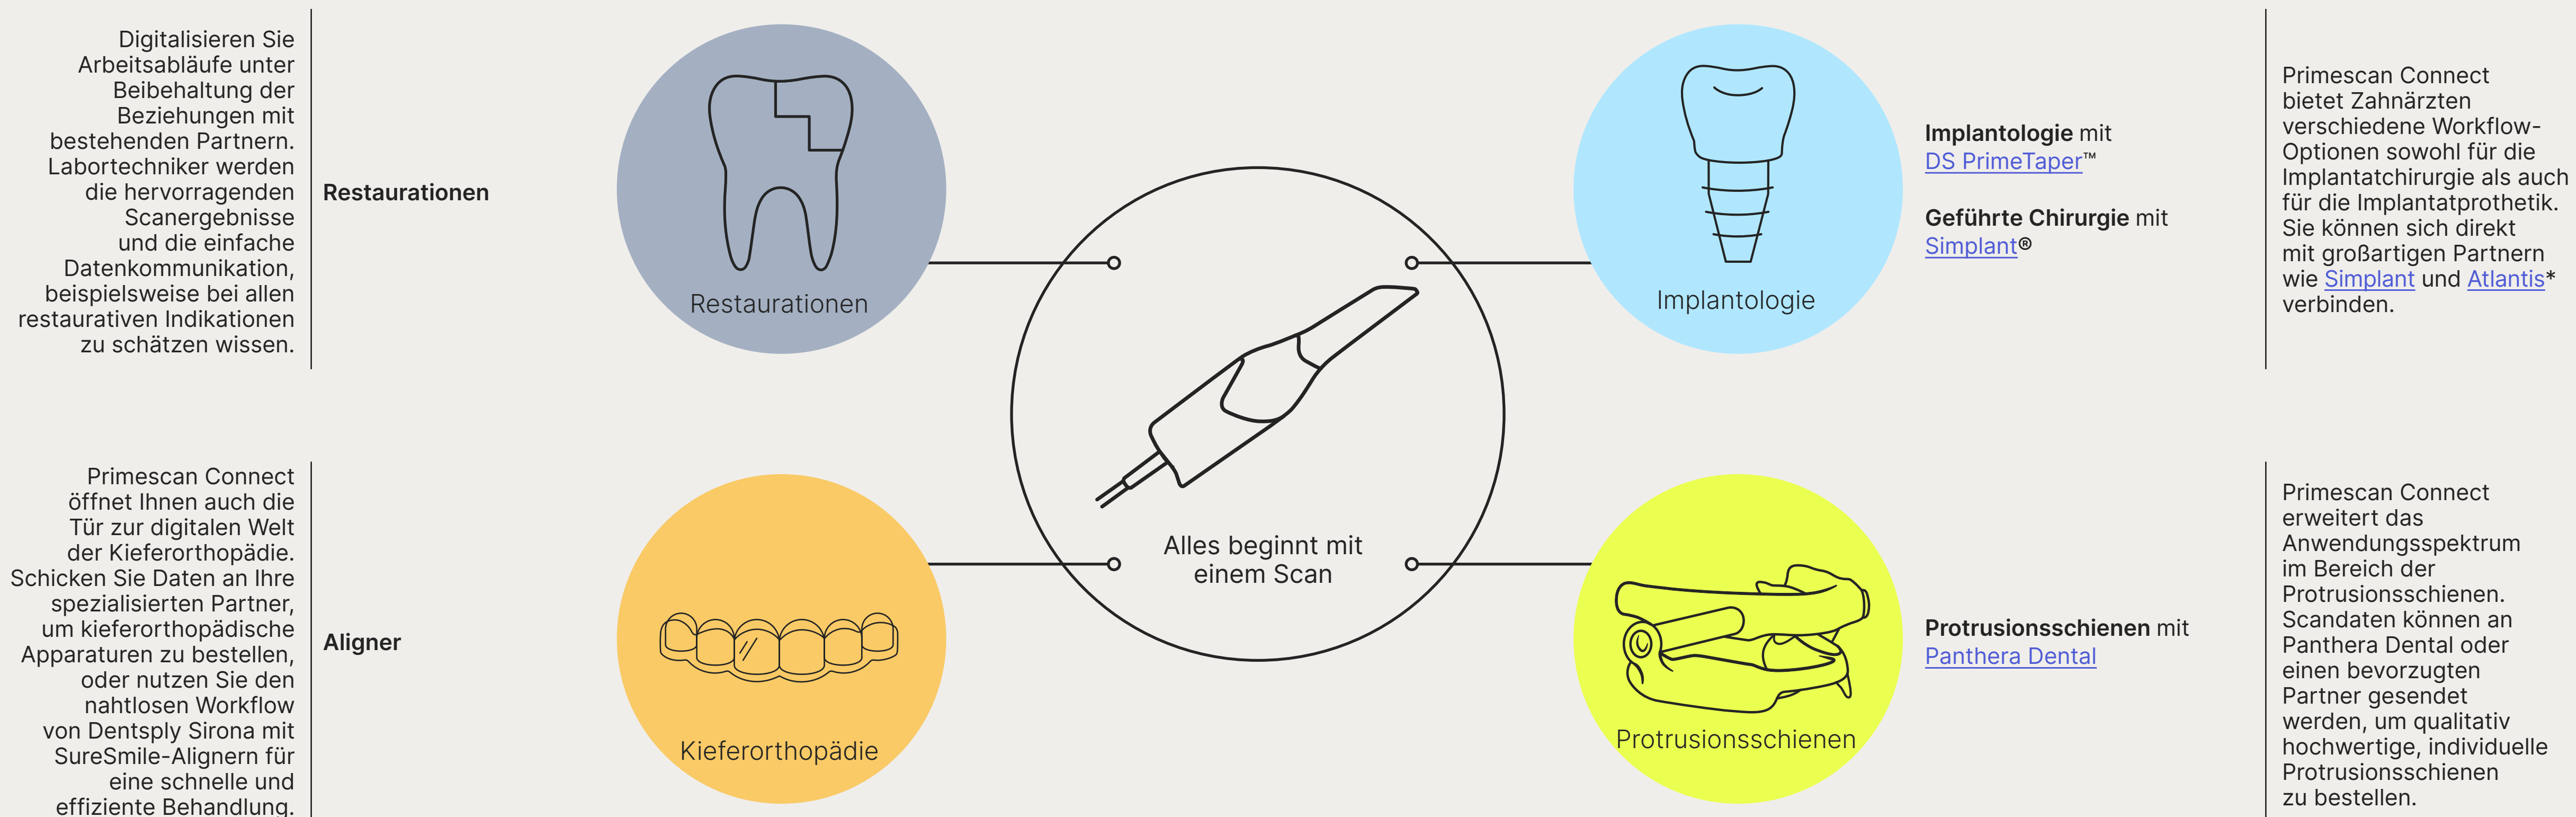 Digitalisieren Sie
Arbeitsabläufe unter
Beibehaltung der
Beziehungen mit
bestehenden Partnern.
Labortechniker werden
die hervorragenden
Scanergebnisse
und die einfache
Datenkommunikation,
beispielsweise bei allen
restaurativen Indikationen
zu schätzen wissen.
Restaurationen
Restaurationen
Implantologie
Implantologie mit
DS PrimeTaper™
Geführte Chirurgie mit
Simplant®
Primescan Connect
bietet Zahnärzten
verschiedene Workflow-
Optionen sowohl für die
Implantatchirurgie als auch
für die Implantatprothetik.
Sie können sich direkt
mit großartigen Partnern
wie Simplant und Atlantis*
verbinden.
Alles beginnt mit
einem Scan
Primescan Connect
öffnet Ihnen auch die
Tür zur digitalen Welt
der Kieferorthopädie.
Schicken Sie Daten an Ihre
spezialisierten Partner,
um kieferorthopädische
Apparaturen zu bestellen,
oder nutzen Sie den
nahtlosen Workflow
von Dentsply Sirona mit
SureSmile-Alignern für
eine schnelle und
effiziente Behandlung.
Aligner
Kieferorthopädie
Protrusionsschienen
Protrusionsschienen mit
Panthera Dental
Primescan Connect
erweitert das
Anwendungsspektrum
im Bereich der
Protrusionsschienen.
Scandaten können an
Panthera Dental oder
einen bevorzugten
Partner gesendet
werden, um qualitativ
hochwertige, individuelle
Protrusionsschienen
zu bestellen.